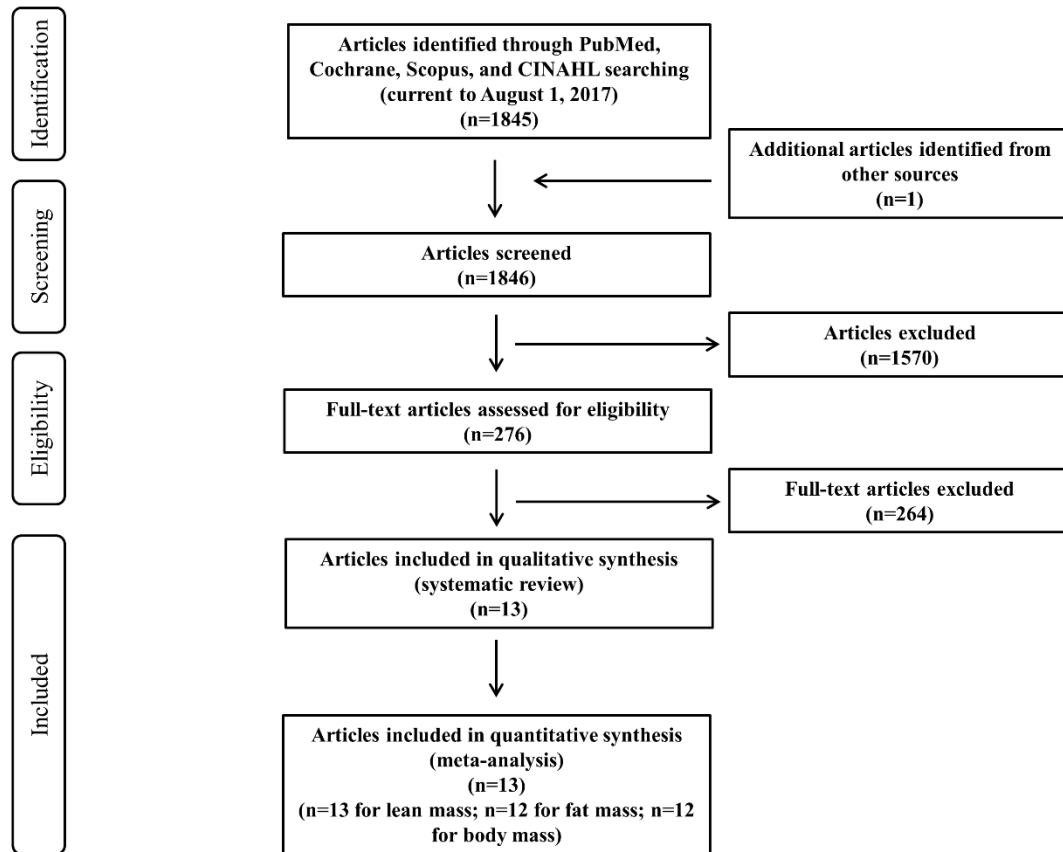 Identification
Articles identified through PubMed,
Cochrane, Scopus, and CINAHL searching
(current to August 1, 2017)
(n=1845)
Additional articles identified from
other sources
(n=1)
Screening
Articles screened
(n=1846)
Articles excluded
(n=1570)
Eligibility
Full-text articles assessed for eligibility
(n=276)
Full-text articles excluded
(n=264)
Included
Articles included in qualitative synthesis
(systematic review)
(n=13)
Articles included in quantitative synthesis
(meta-analysis)
(n=13)
(n=13 for lean mass; n=12 for fat mass; n=12
for body mass)